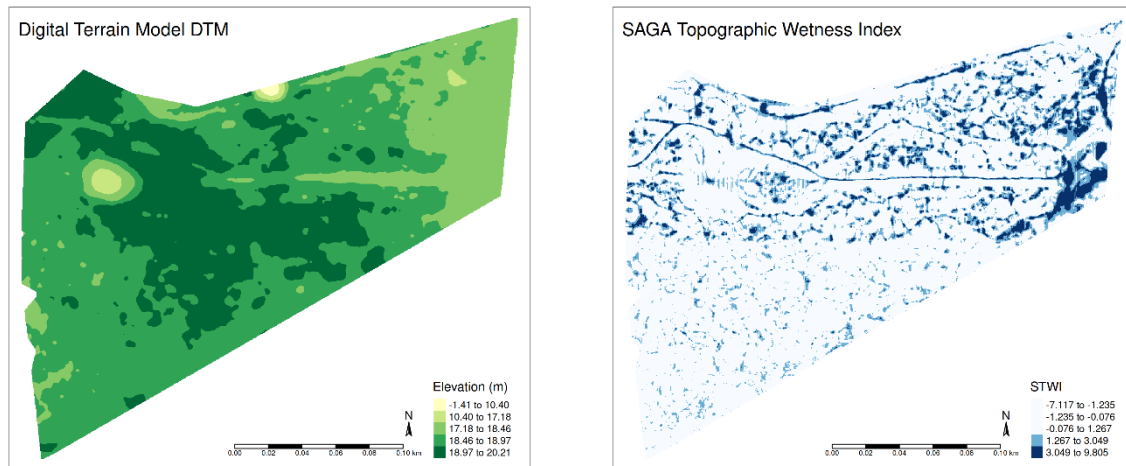 Digital Terrain Model DTM
Elevation (m)
-1.41 to 10.40
10.40 to 17.18
17.18 to 18.46
18.46 to 18.97
18.97 to 20.21
N
0.00 0.02 0.04 0.06 0.08 0.10 km
SAGA Topographic Wetness Index
STWI
-7.117 to -1.235
-1.235 to -0.076
-0.076 to 1.267
1.267 to 3.049
3.049 to 9.805
N
0.00 0.02 0.04 0.06 0.08 0.10 km